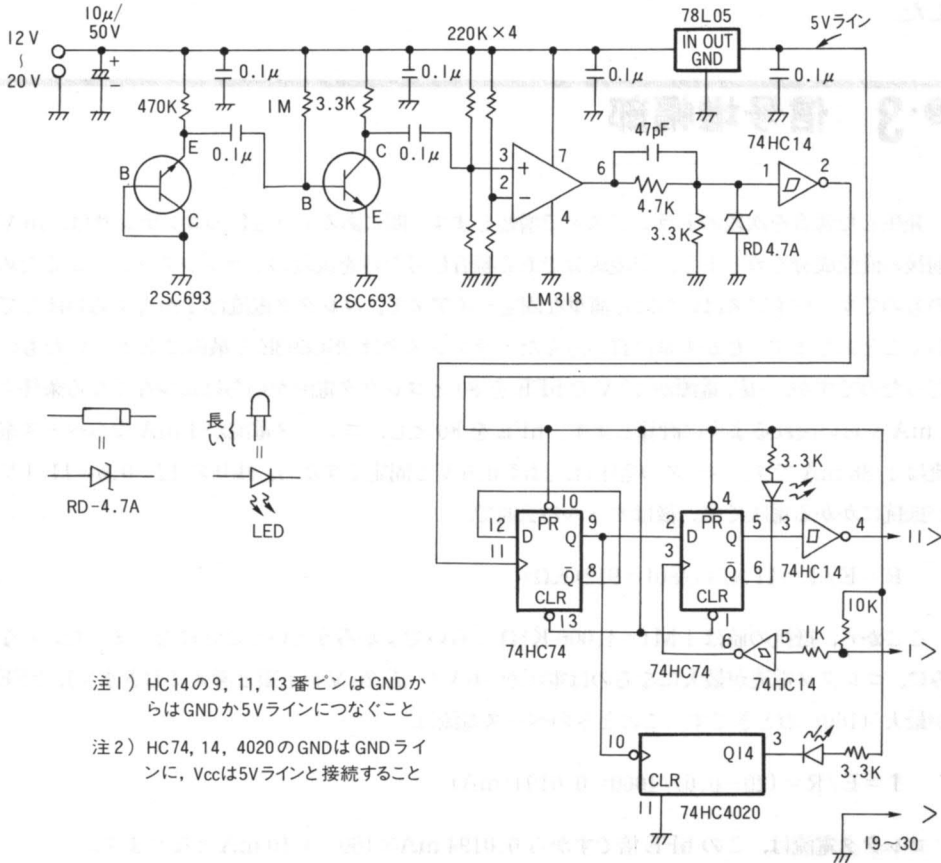 10μ/
50V
12V
~
20V
470K
0.1μ
1M
3.3K
0.1μ
220K×4
0.1μ
78L05
IN OUT
GND
5Vライン
0.1μ
E
B
C
0.1μ
2SC693
C
0.1μ
B
E
2SC693
3
+
2
−
7
6
4
LM318
47pF
4.7K
3.3K
RD4.7A
74HC14
1
2
長い
=
RD-4.7A
=
LED
12
D
11
10
PR
Q
9
Q̄
8
CLR
13
74HC74
2
D
3
4
PR
Q
5
Q̄
6
CLR
1
74HC74
3.3K
3
4
74HC14
11>
10K
1K
5
6
74HC14
1>
10
CLR
11
Q14
3
74HC4020
3.3K
>
19〜30
注1) HC14の9, 11, 13番ピンはGNDか
らはGNDか5Vラインにつなぐこと
注2) HC74, 14, 4020のGNDはGNDライ
ンに, Vccは5Vラインと接続すること